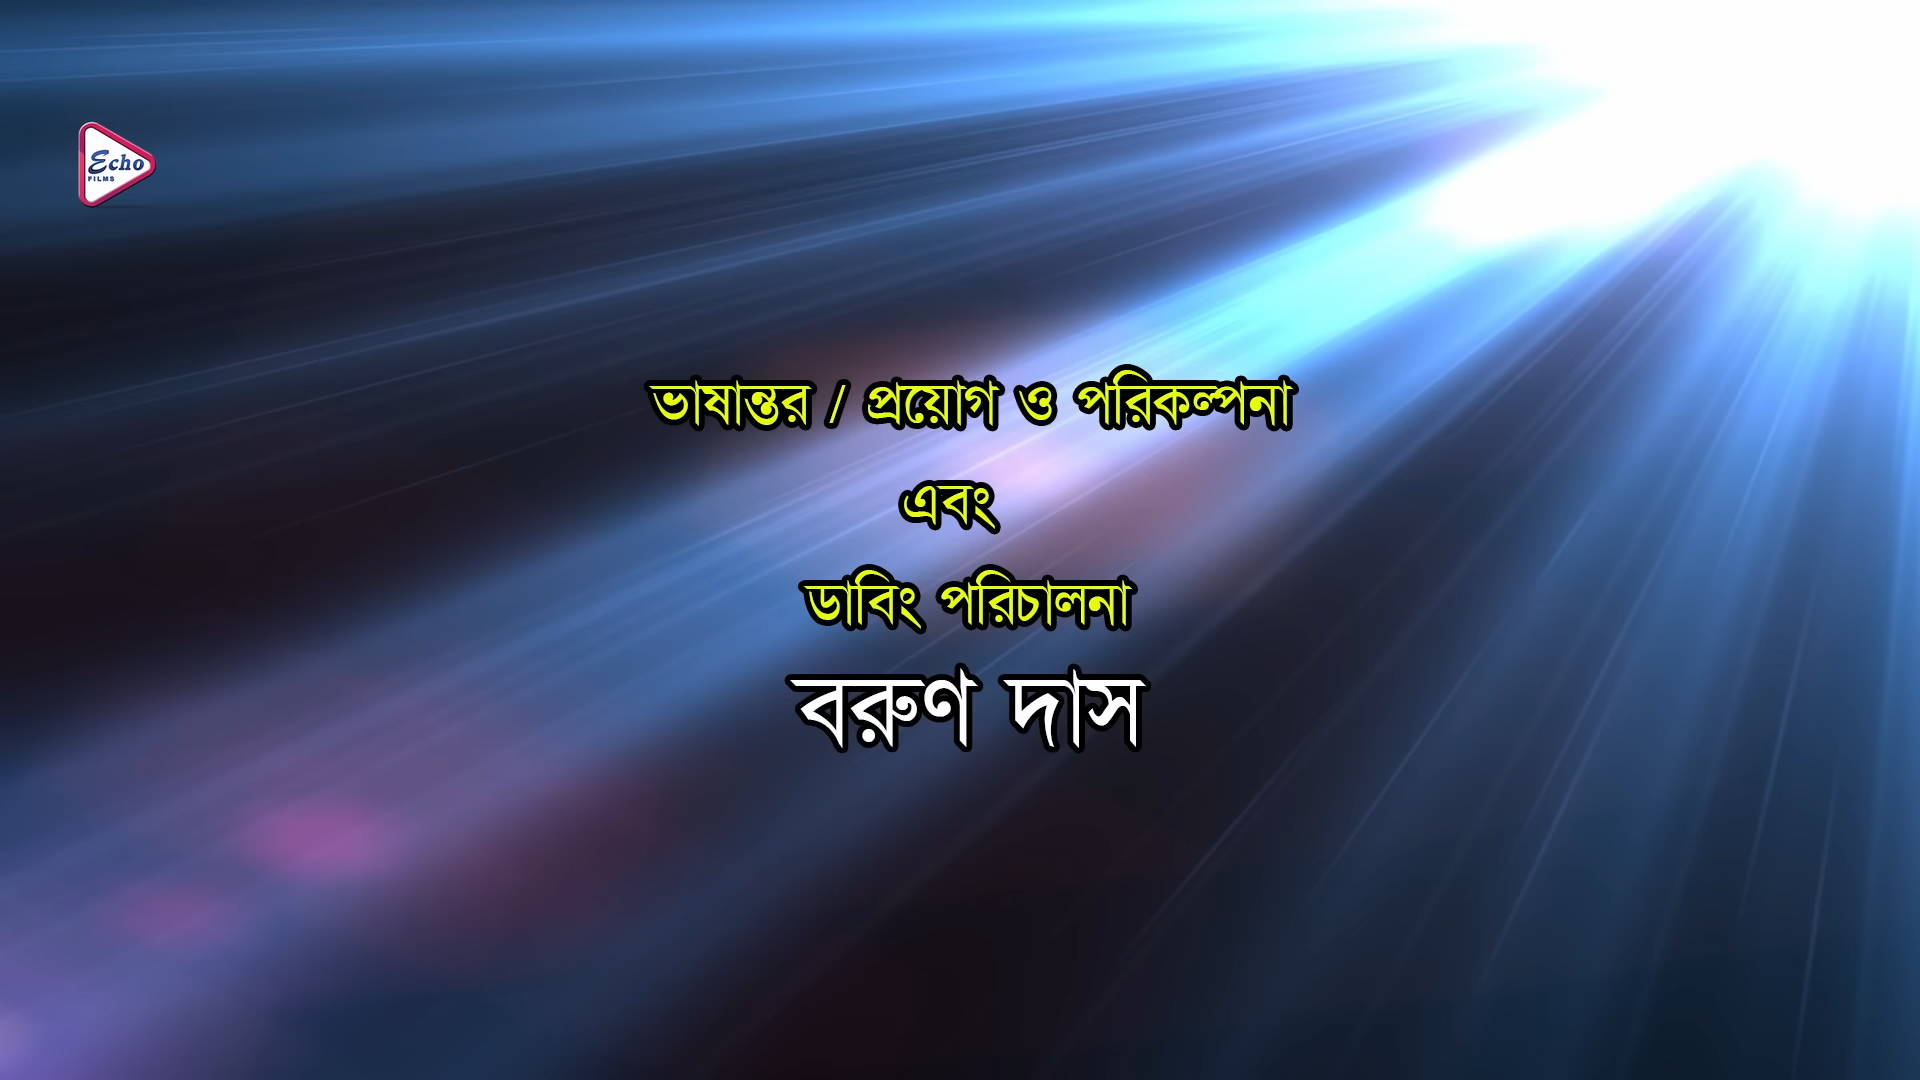 Echo
FILMS
ভাষান্তর / প্রয়োগ ও পরিকল্পনা
এবং
ডাবিং পরিচালনা
বরুণ দাস